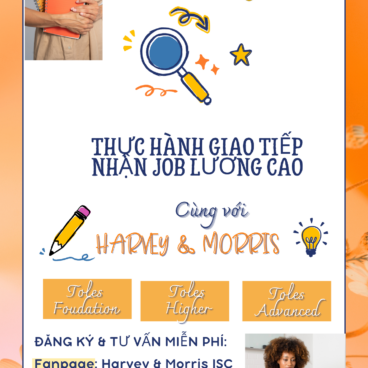 THỰC HÀNH GIAO TIẾP
NHẬN JOB LƯƠNG CAO
Cùng với
HARVEY & MORRIS
Toles
Foudation
Toles
Higher
Toles
Advanced
ĐĂNG KÝ & TƯ VẤN MIỄN PHÍ:
Fanpage: Harvey & Morris ISC